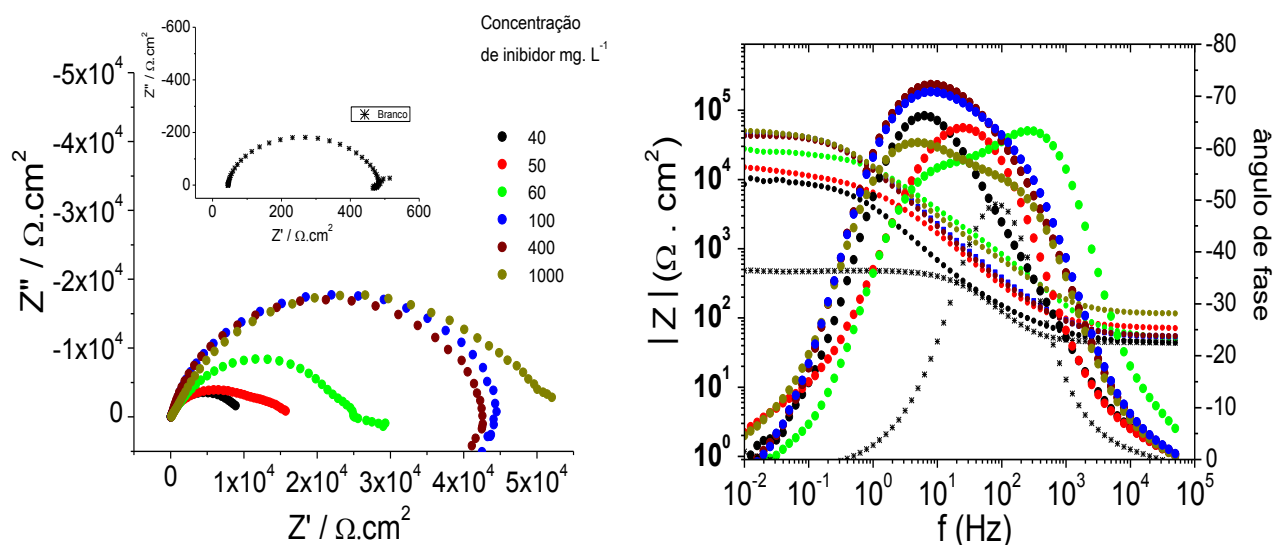 -600
-400
-200
0
Z'' / Ω.cm²
0 200 400 600
Z' / Ω.cm²
Branco
Concentração
de inibidor mg. L⁻¹
40
50
60
100
400
1000
-5x10⁴
-4x10⁴
-3x10⁴
-2x10⁴
-1x10⁴
0
Z'' / Ω.cm²
0 1x10⁴ 2x10⁴ 3x10⁴ 4x10⁴ 5x10⁴
Z' / Ω.cm²
10⁵
10⁴
10³
10²
10¹
10⁰
|Z| (Ω . cm²)
10⁻² 10⁻¹ 10⁰ 10¹ 10² 10³ 10⁴ 10⁵
f (Hz)
-80
-70
-60
-50
-40
-30
-20
-10
0
ângulo de fase